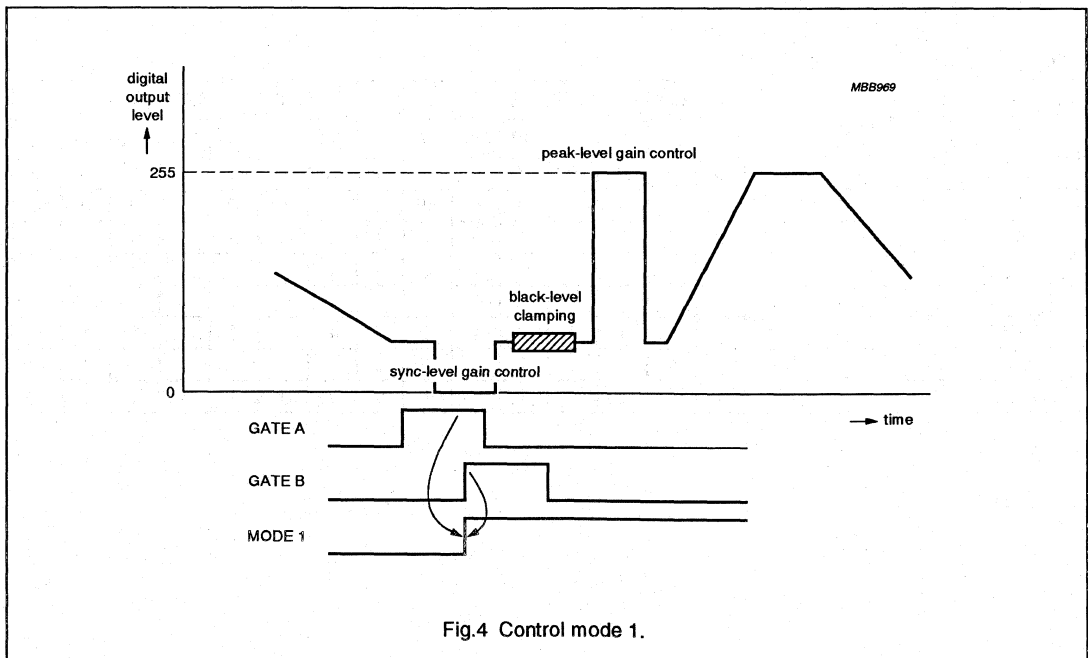 digital
output
level
MBB969
peak-level gain control
255
black-level
clamping
sync-level gain control
0
time
GATE A
GATE B
MODE 1
Fig.4 Control mode 1.